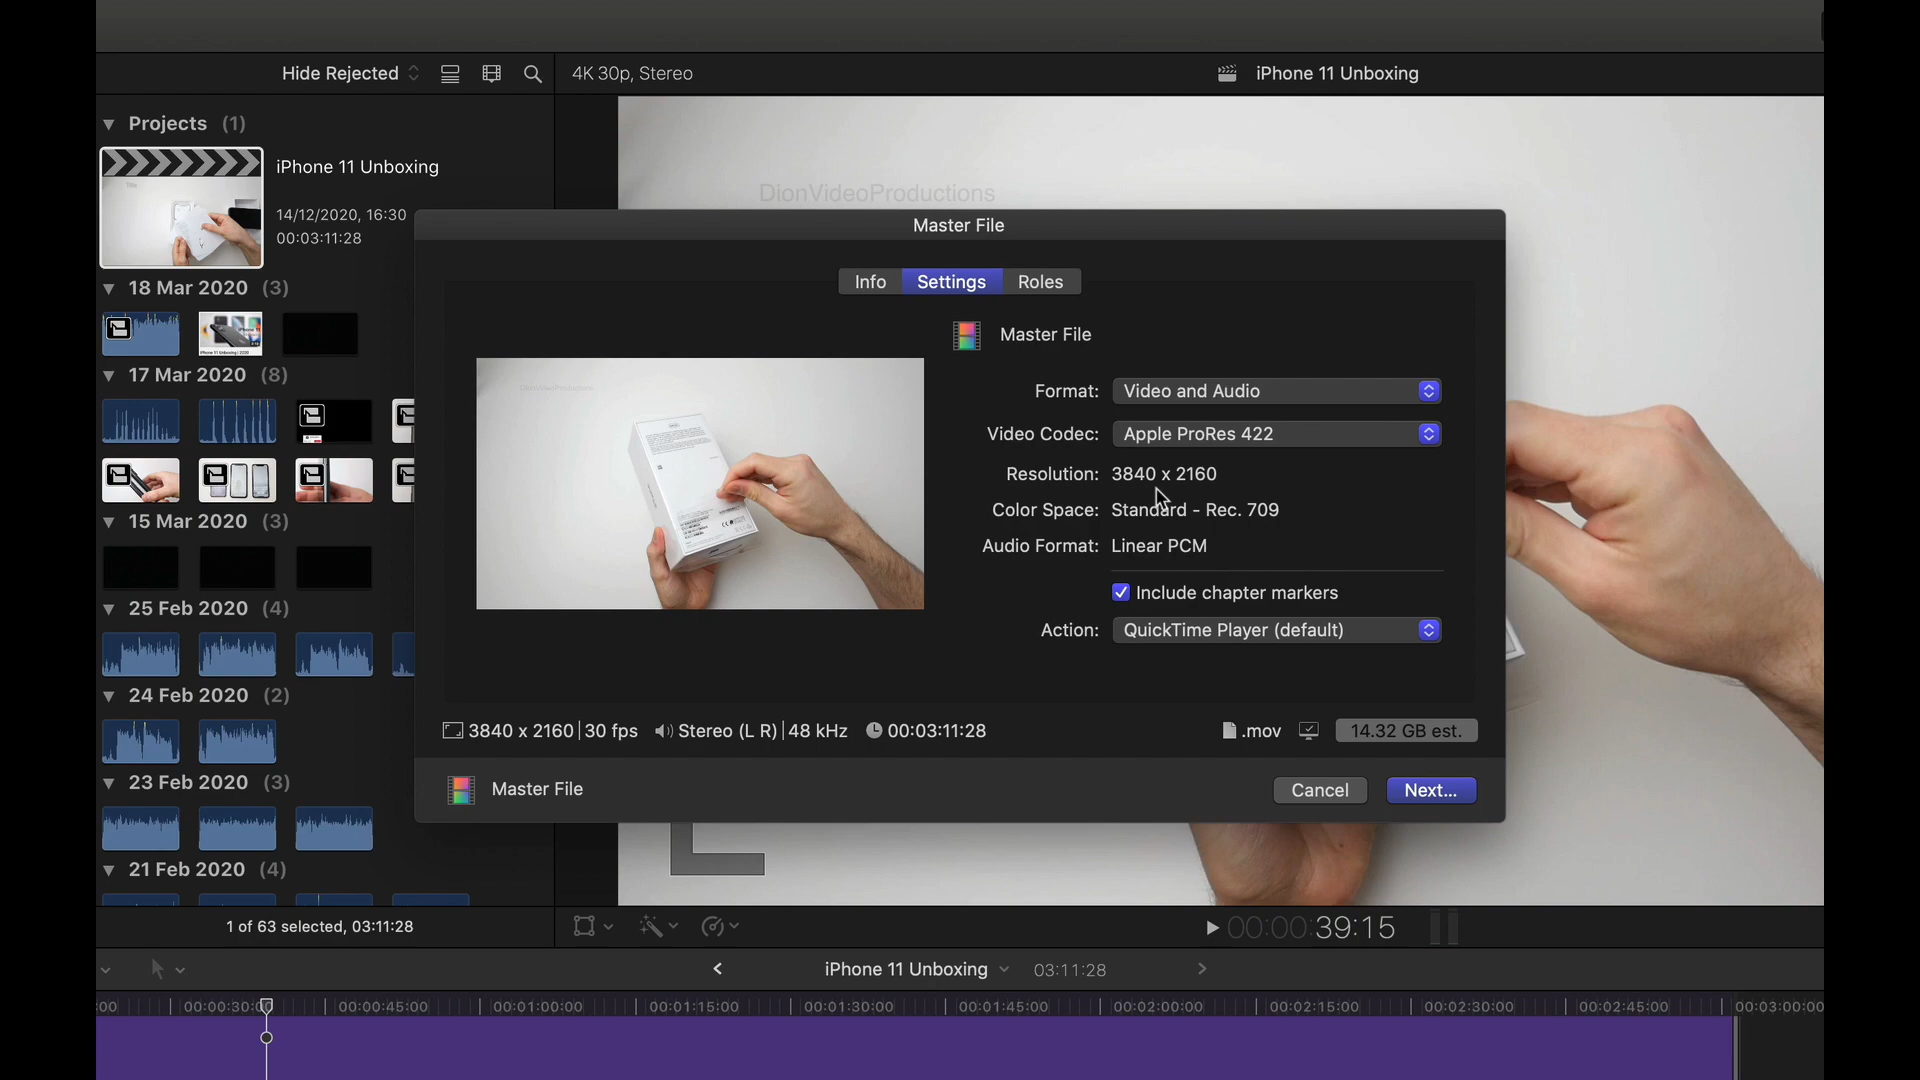 Hide Rejected
4K 30p, Stereo
iPhone 11 Unboxing
Projects (1)
iPhone 11 Unboxing
14/12/2020, 16:30
00:03:11:28
18 Mar 2020 (3)
17 Mar 2020 (8)
15 Mar 2020 (3)
25 Feb 2020 (4)
24 Feb 2020 (2)
23 Feb 2020 (3)
21 Feb 2020 (4)
1 of 63 selected, 03:11:28
DionVideoProductions
Master File
Info
Settings
Roles
Master File
Format: Video and Audio
Video Codec: Apple ProRes 422
Resolution: 3840 x 2160
Color Space: Standard - Rec. 709
Audio Format: Linear PCM
Include chapter markers
Action: QuickTime Player (default)
3840 x 2160 | 30 fps Stereo (L R) | 48 kHz 00:03:11:28 .mov 14.32 GB est.
Master File
Cancel
Next...
00:00:39:15
iPhone 11 Unboxing 03:11:28
:00 00:00:30:00 00:00:45:00 00:01:00:00 00:01:15:00 00:01:30:00 00:01:45:00 00:02:00:00 00:02:15:00 00:02:30:00 00:02:45:00 00:03:00:00